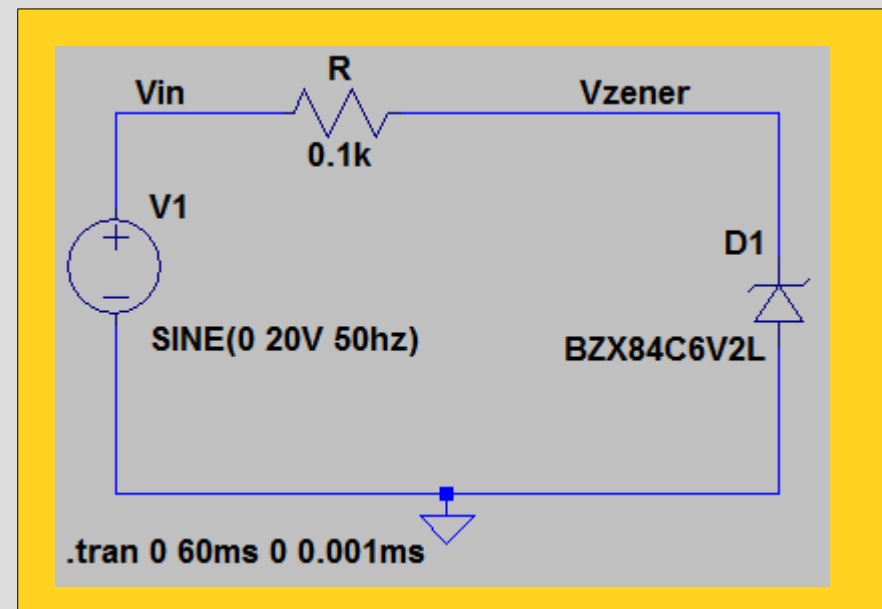 R
Vin
Vzener
0.1k
V1
D1
SINE(0 20V 50hz)
BZX84C6V2L
.tran 0 60ms 0 0.001ms